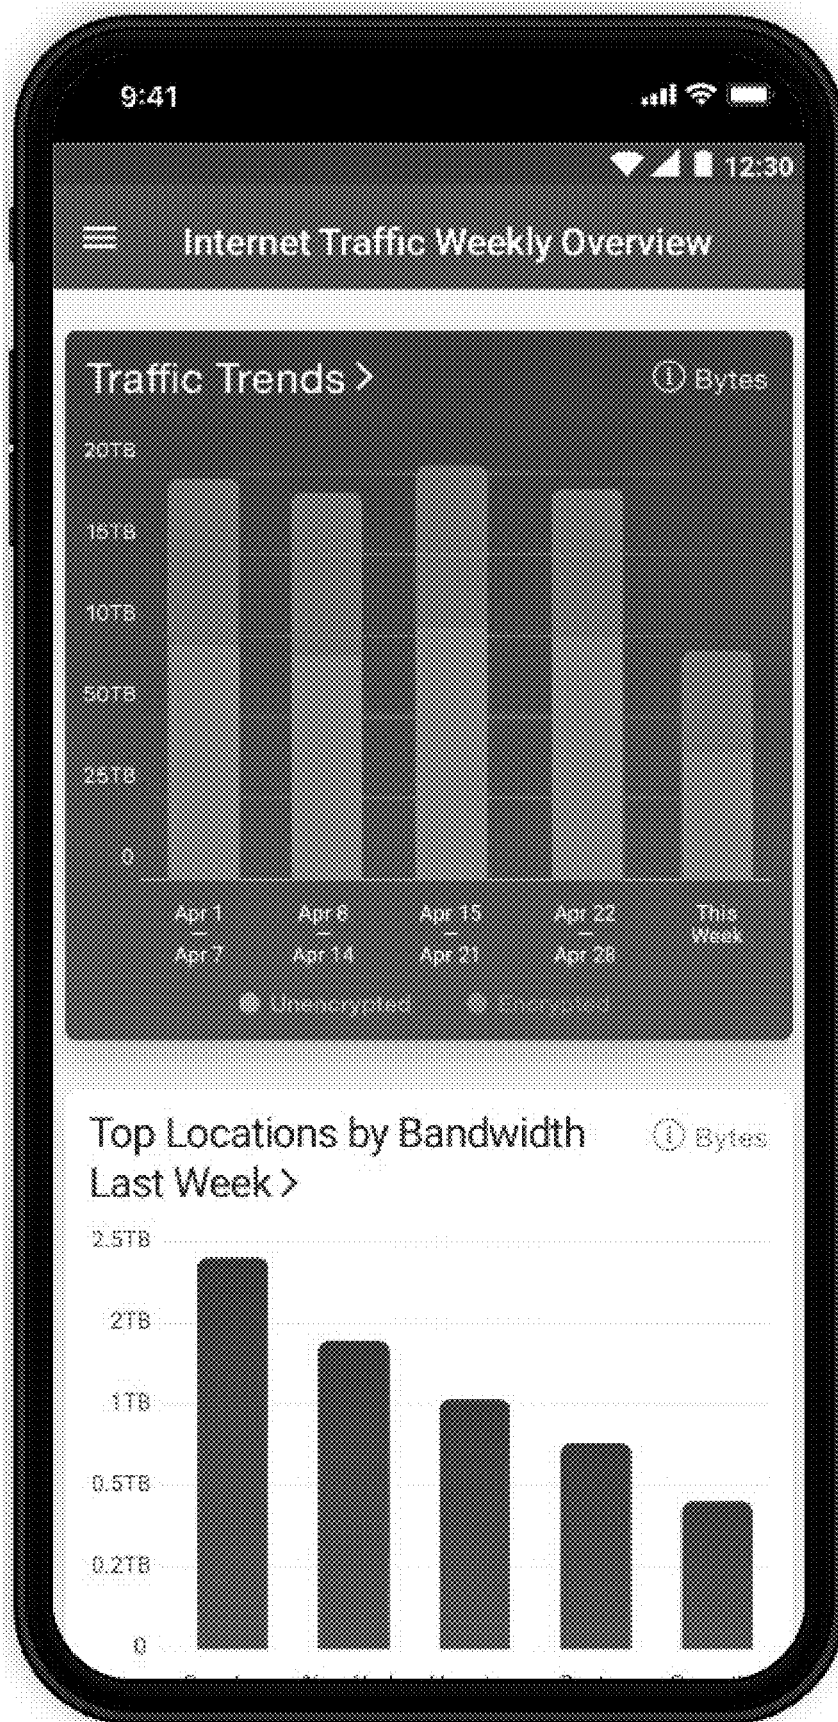 9:41
12:30
Internet Traffic Weekly Overview
Traffic Trends >
Bytes
20TB
15TB
10TB
50TB
25TB
0
Apr 1 – Apr 7
Apr 8 – Apr 14
Apr 15 – Apr 21
Apr 22 – Apr 28
This Week
Unencrypted
Encrypted
Top Locations by Bandwidth
Last Week >
Bytes
2.5TB
2TB
1TB
0.5TB
0.2TB
0